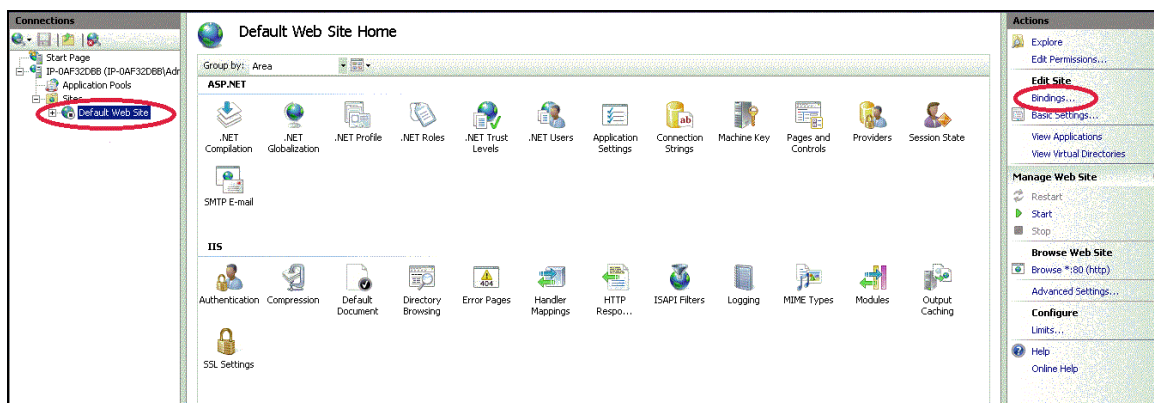 Connections
Start Page
IP-0AF32DBB (IP-0AF32DBB\Adr
Application Pools
Sites
Default Web Site
Default Web Site Home
Group by: Area
ASP.NET
.NET Compilation
.NET Globalization
.NET Profile
.NET Roles
.NET Trust Levels
.NET Users
Application Settings
Connection Strings
Machine Key
Pages and Controls
Providers
Session State
SMTP E-mail
IIS
Authentication
Compression
Default Document
Directory Browsing
Error Pages
Handler Mappings
HTTP Respo...
ISAPI Filters
Logging
MIME Types
Modules
Output Caching
SSL Settings
Actions
Explore
Edit Permissions...
Edit Site
Bindings...
Basic Settings...
View Applications
View Virtual Directories
Manage Web Site
Restart
Start
Stop
Browse Web Site
Browse *:80 (http)
Advanced Settings...
Configure
Limits...
Help
Online Help